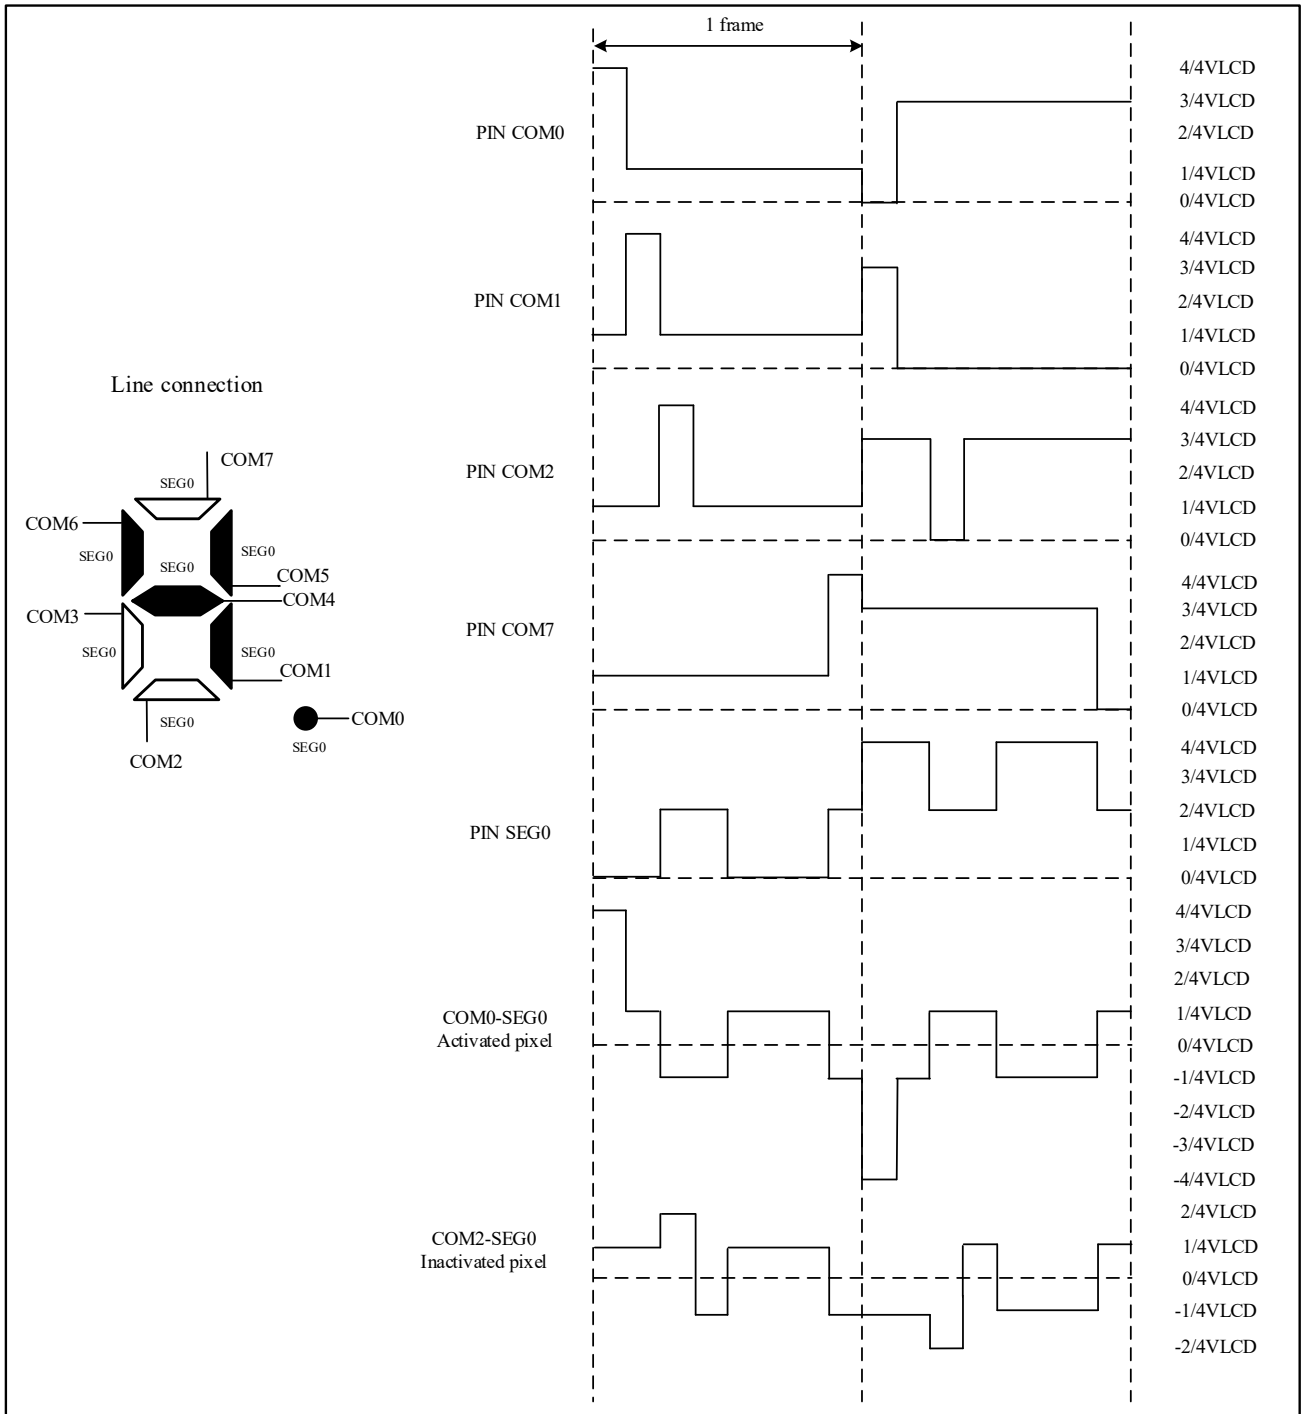 1 frame
PIN COM0
4/4VLCD
3/4VLCD
2/4VLCD
1/4VLCD
0/4VLCD
PIN COM1
4/4VLCD
3/4VLCD
2/4VLCD
1/4VLCD
0/4VLCD
Line connection
COM7
SEG0
COM6
SEG0
SEG0
SEG0
COM5
COM4
COM3
SEG0
SEG0
COM1
SEG0
COM0
SEG0
COM2
PIN COM2
4/4VLCD
3/4VLCD
2/4VLCD
1/4VLCD
0/4VLCD
PIN COM7
4/4VLCD
3/4VLCD
2/4VLCD
1/4VLCD
0/4VLCD
PIN SEG0
4/4VLCD
3/4VLCD
2/4VLCD
1/4VLCD
0/4VLCD
COM0-SEG0
Activated pixel
4/4VLCD
3/4VLCD
2/4VLCD
1/4VLCD
0/4VLCD
-1/4VLCD
-2/4VLCD
-3/4VLCD
-4/4VLCD
COM2-SEG0
Inactivated pixel
2/4VLCD
1/4VLCD
0/4VLCD
-1/4VLCD
-2/4VLCD